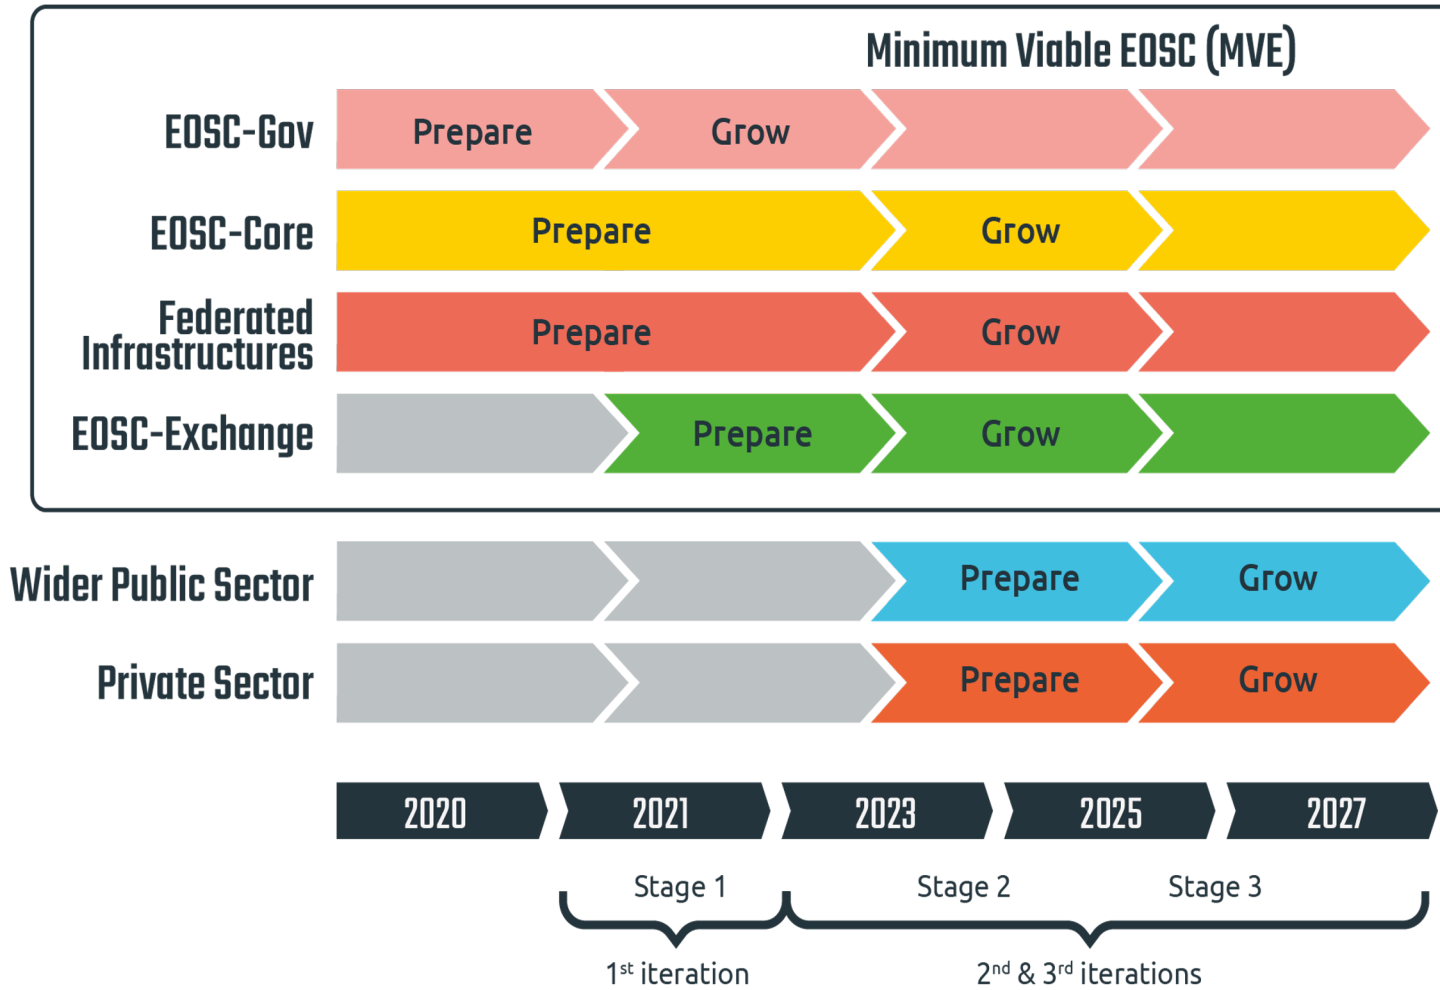 Minimum Viable EOSC (MVE)
EOSC-Gov
Prepare
Grow
EOSC-Core
Prepare
Grow
Federated
Infrastructures
Prepare
Grow
EOSC-Exchange
Prepare
Grow
Wider Public Sector
Prepare
Grow
Private Sector
Prepare
Grow
2020
2021
2023
2025
2027
Stage 1
Stage 2
Stage 3
1st iteration
2nd & 3rd iterations